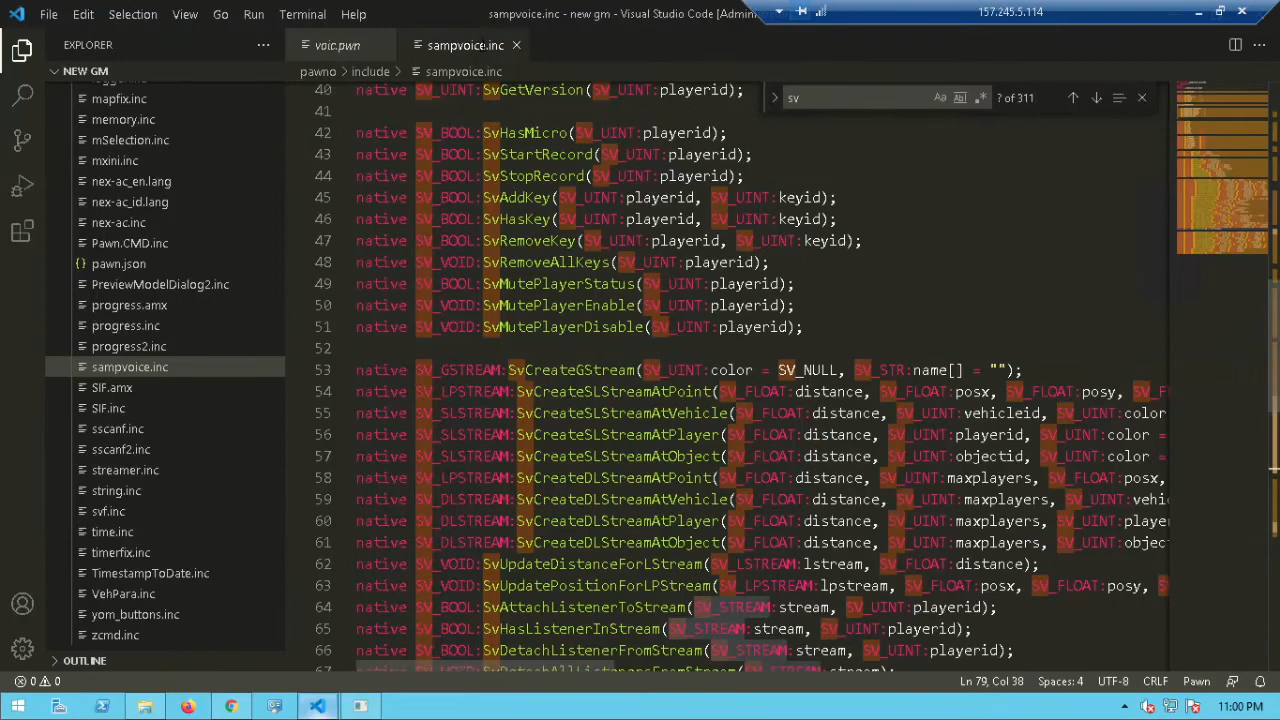 File Edit Selection View Go Run Terminal Help
sampvoice.inc - new gm - Visual Studio Code [Admin
157.245.5.114
EXPLORER
voic.pwn
sampvoice.inc
NEW GM
pawno > include > sampvoice.inc
sv
Aa Abl .*
? of 311
mapfix.inc
memory.inc
mSelection.inc
mxini.inc
nex-ac_en.lang
nex-ac_id.lang
nex-ac.inc
Pawn.CMD.inc
{} pawn.json
PreviewModelDialog2.inc
progress.amx
progress.inc
progress2.inc
sampvoice.inc
SIF.amx
SIF.inc
sscanf.inc
sscanf2.inc
streamer.inc
string.inc
svf.inc
time.inc
timerfix.inc
TimestampToDate.inc
VehPara.inc
yom_buttons.inc
zcmd.inc
OUTLINE
40 native SV_UINT:SvGetVersion(SV_UINT:playerid);
41
42 native SV_BOOL:SvHasMicro(SV_UINT:playerid);
43 native SV_BOOL:SvStartRecord(SV_UINT:playerid);
44 native SV_BOOL:SvStopRecord(SV_UINT:playerid);
45 native SV_BOOL:SvAddKey(SV_UINT:playerid, SV_UINT:keyid);
46 native SV_BOOL:SvHasKey(SV_UINT:playerid, SV_UINT:keyid);
47 native SV_BOOL:SvRemoveKey(SV_UINT:playerid, SV_UINT:keyid);
48 native SV_VOID:SvRemoveAllKeys(SV_UINT:playerid);
49 native SV_BOOL:SvMutePlayerStatus(SV_UINT:playerid);
50 native SV_VOID:SvMutePlayerEnable(SV_UINT:playerid);
51 native SV_VOID:SvMutePlayerDisable(SV_UINT:playerid);
52
53 native SV_GSTREAM:SvCreateGStream(SV_UINT:color = SV_NULL, SV_STR:name[] = "");
54 native SV_LPSTREAM:SvCreateSLStreamAtPoint(SV_FLOAT:distance, SV_FLOAT:posx, SV_FLOAT:posy, SV_F
55 native SV_SLSTREAM:SvCreateSLStreamAtVehicle(SV_FLOAT:distance, SV_UINT:vehicleid, SV_UINT:color
56 native SV_SLSTREAM:SvCreateSLStreamAtPlayer(SV_FLOAT:distance, SV_UINT:playerid, SV_UINT:color =
57 native SV_SLSTREAM:SvCreateSLStreamAtObject(SV_FLOAT:distance, SV_UINT:objectid, SV_UINT:color =
58 native SV_LPSTREAM:SvCreateDLStreamAtPoint(SV_FLOAT:distance, SV_UINT:maxplayers, SV_FLOAT:posx,
59 native SV_DLSTREAM:SvCreateDLStreamAtVehicle(SV_FLOAT:distance, SV_UINT:maxplayers, SV_UINT:vehic
60 native SV_DLSTREAM:SvCreateDLStreamAtPlayer(SV_FLOAT:distance, SV_UINT:maxplayers, SV_UINT:playe
61 native SV_DLSTREAM:SvCreateDLStreamAtObject(SV_FLOAT:distance, SV_UINT:maxplayers, SV_UINT:objec
62 native SV_VOID:SvUpdateDistanceForLStream(SV_LSTREAM:lstream, SV_FLOAT:distance);
63 native SV_VOID:SvUpdatePositionForLPStream(SV_LPSTREAM:lpstream, SV_FLOAT:posx, SV_FLOAT:posy, S
64 native SV_BOOL:SvAttachListenerToStream(SV_STREAM:stream, SV_UINT:playerid);
65 native SV_BOOL:SvHasListenerInStream(SV_STREAM:stream, SV_UINT:playerid);
66 native SV_BOOL:SvDetachListenerFromStream(SV_STREAM:stream, SV_UINT:playerid);
67 native SV_VOID:SvDetachAllListenersFromStream(SV_STREAM:stream);
0 0
Ln 79, Col 38 Spaces: 4 UTF-8 CRLF Pawn
11:00 PM